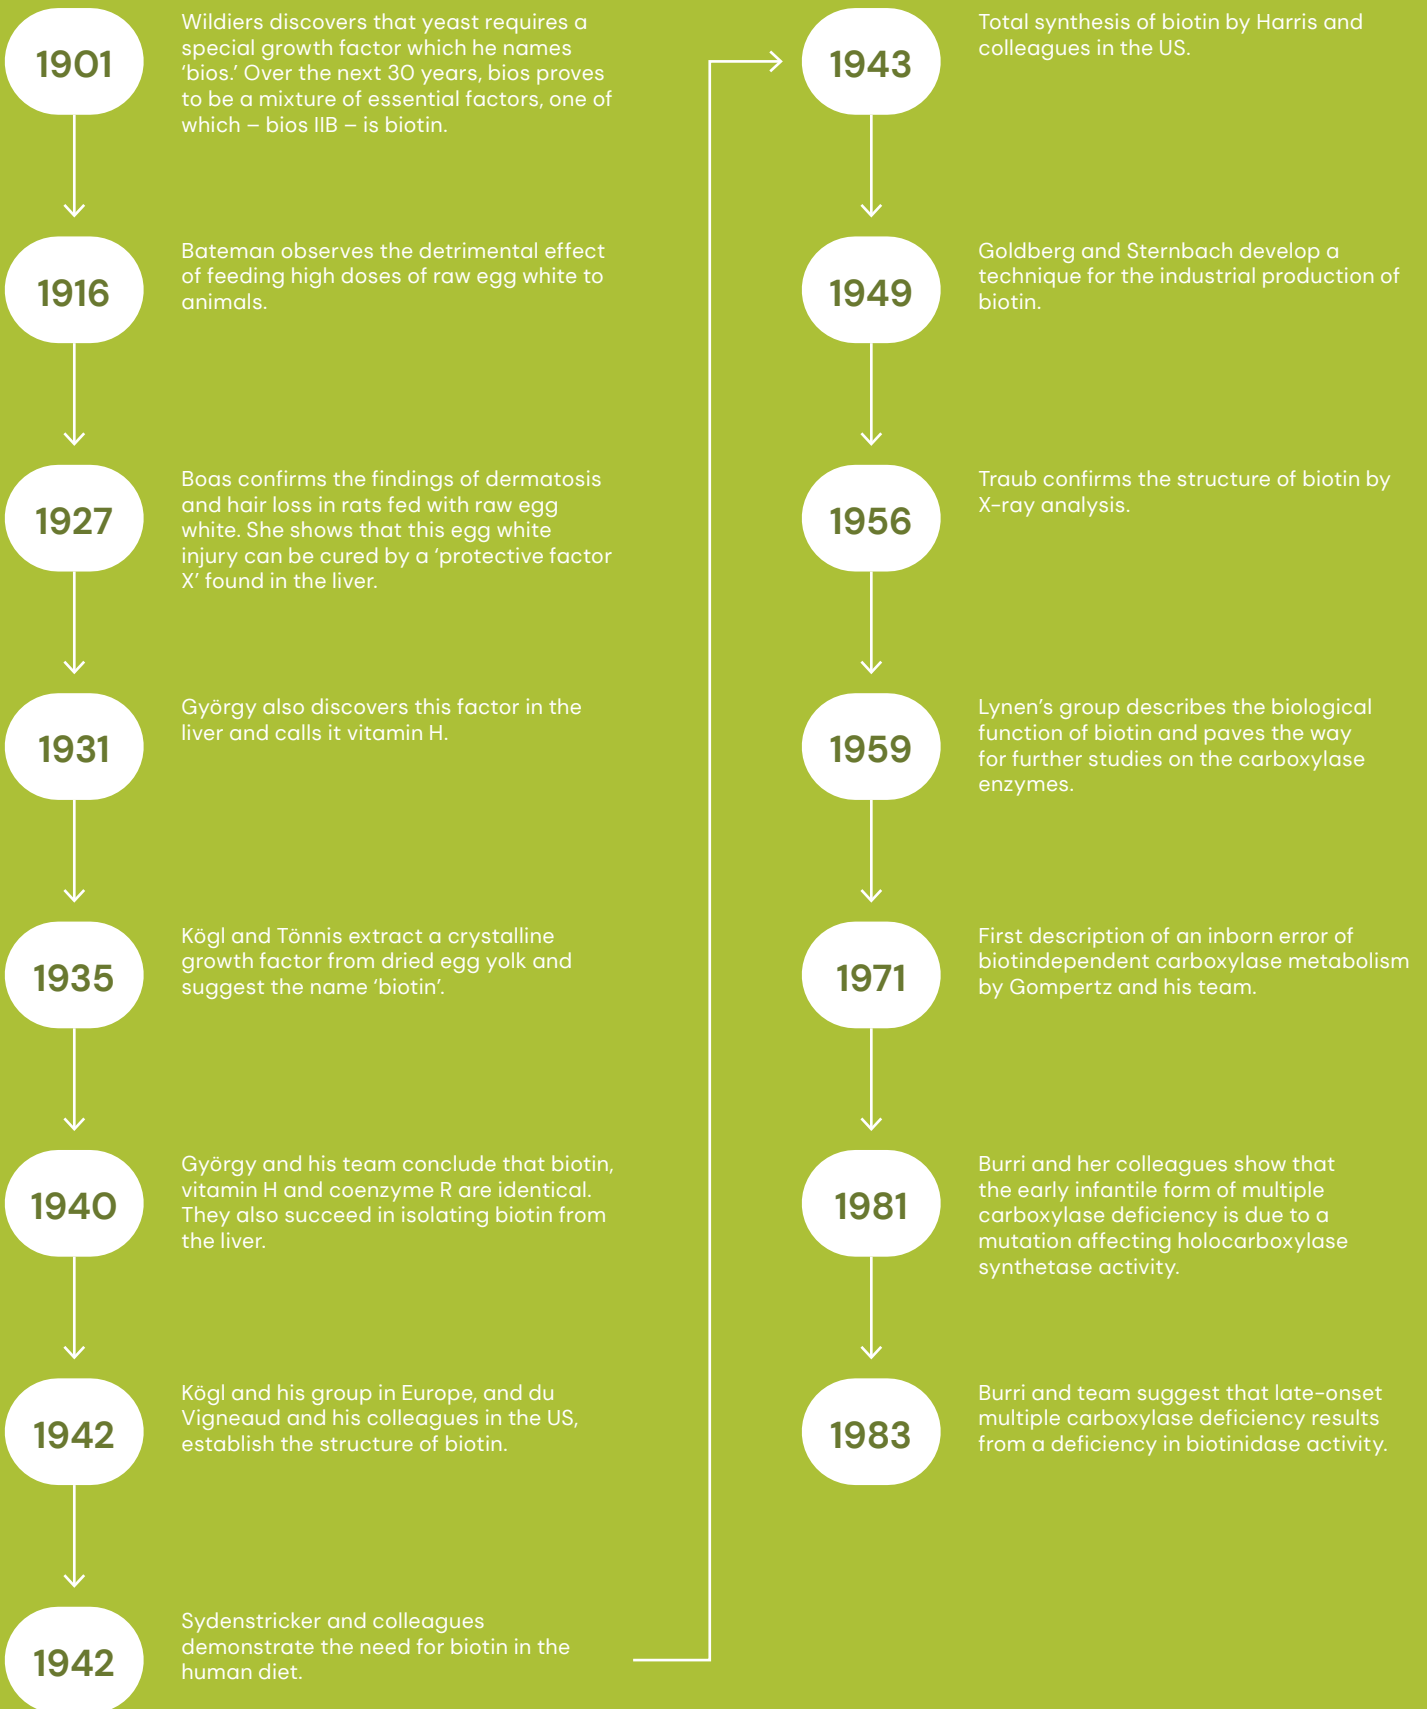 1901
Wildiers discovers that yeast requires a
special growth factor which he names
‘bios.’ Over the next 30 years, bios proves
to be a mixture of essential factors, one of
which – bios IIB – is biotin.
1916
Bateman observes the detrimental effect
of feeding high doses of raw egg white to
animals.
1927
Boas confirms the findings of dermatosis
and hair loss in rats fed with raw egg
white. She shows that this egg white
injury can be cured by a ‘protective factor
X’ found in the liver.
1931
György also discovers this factor in the
liver and calls it vitamin H.
1935
Kögl and Tönnis extract a crystalline
growth factor from dried egg yolk and
suggest the name ‘biotin’.
1940
György and his team conclude that biotin,
vitamin H and coenzyme R are identical.
They also succeed in isolating biotin from
the liver.
1942
Kögl and his group in Europe, and du
Vigneaud and his colleagues in the US,
establish the structure of biotin.
1942
Sydenstricker and colleagues
demonstrate the need for biotin in the
human diet.
1943
Total synthesis of biotin by Harris and
colleagues in the US.
1949
Goldberg and Sternbach develop a
technique for the industrial production of
biotin.
1956
Traub confirms the structure of biotin by
X-ray analysis.
1959
Lynen’s group describes the biological
function of biotin and paves the way
for further studies on the carboxylase
enzymes.
1971
First description of an inborn error of
biotindependent carboxylase metabolism
by Gompertz and his team.
1981
Burri and her colleagues show that
the early infantile form of multiple
carboxylase deficiency is due to a
mutation affecting holocarboxylase
synthetase activity.
1983
Burri and team suggest that late-onset
multiple carboxylase deficiency results
from a deficiency in biotinidase activity.